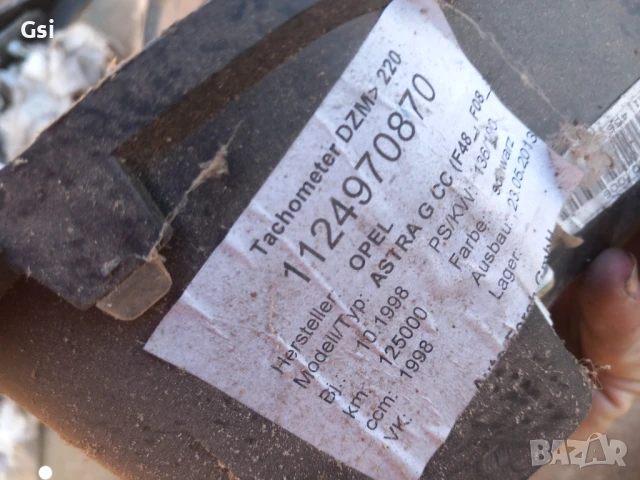 Gsi
Tachometer DZM> 220
1124970870
Hersteller: OPEL
Modell/Typ: ASTRA G CC (F48_, F08_
Bj.: 10.1998
PS/KW: 136/100
km: 125000
Farbe: schwarz
ccm: 1998
Ausbau: 23.05.2013
VK:
Lager:
BAZAR